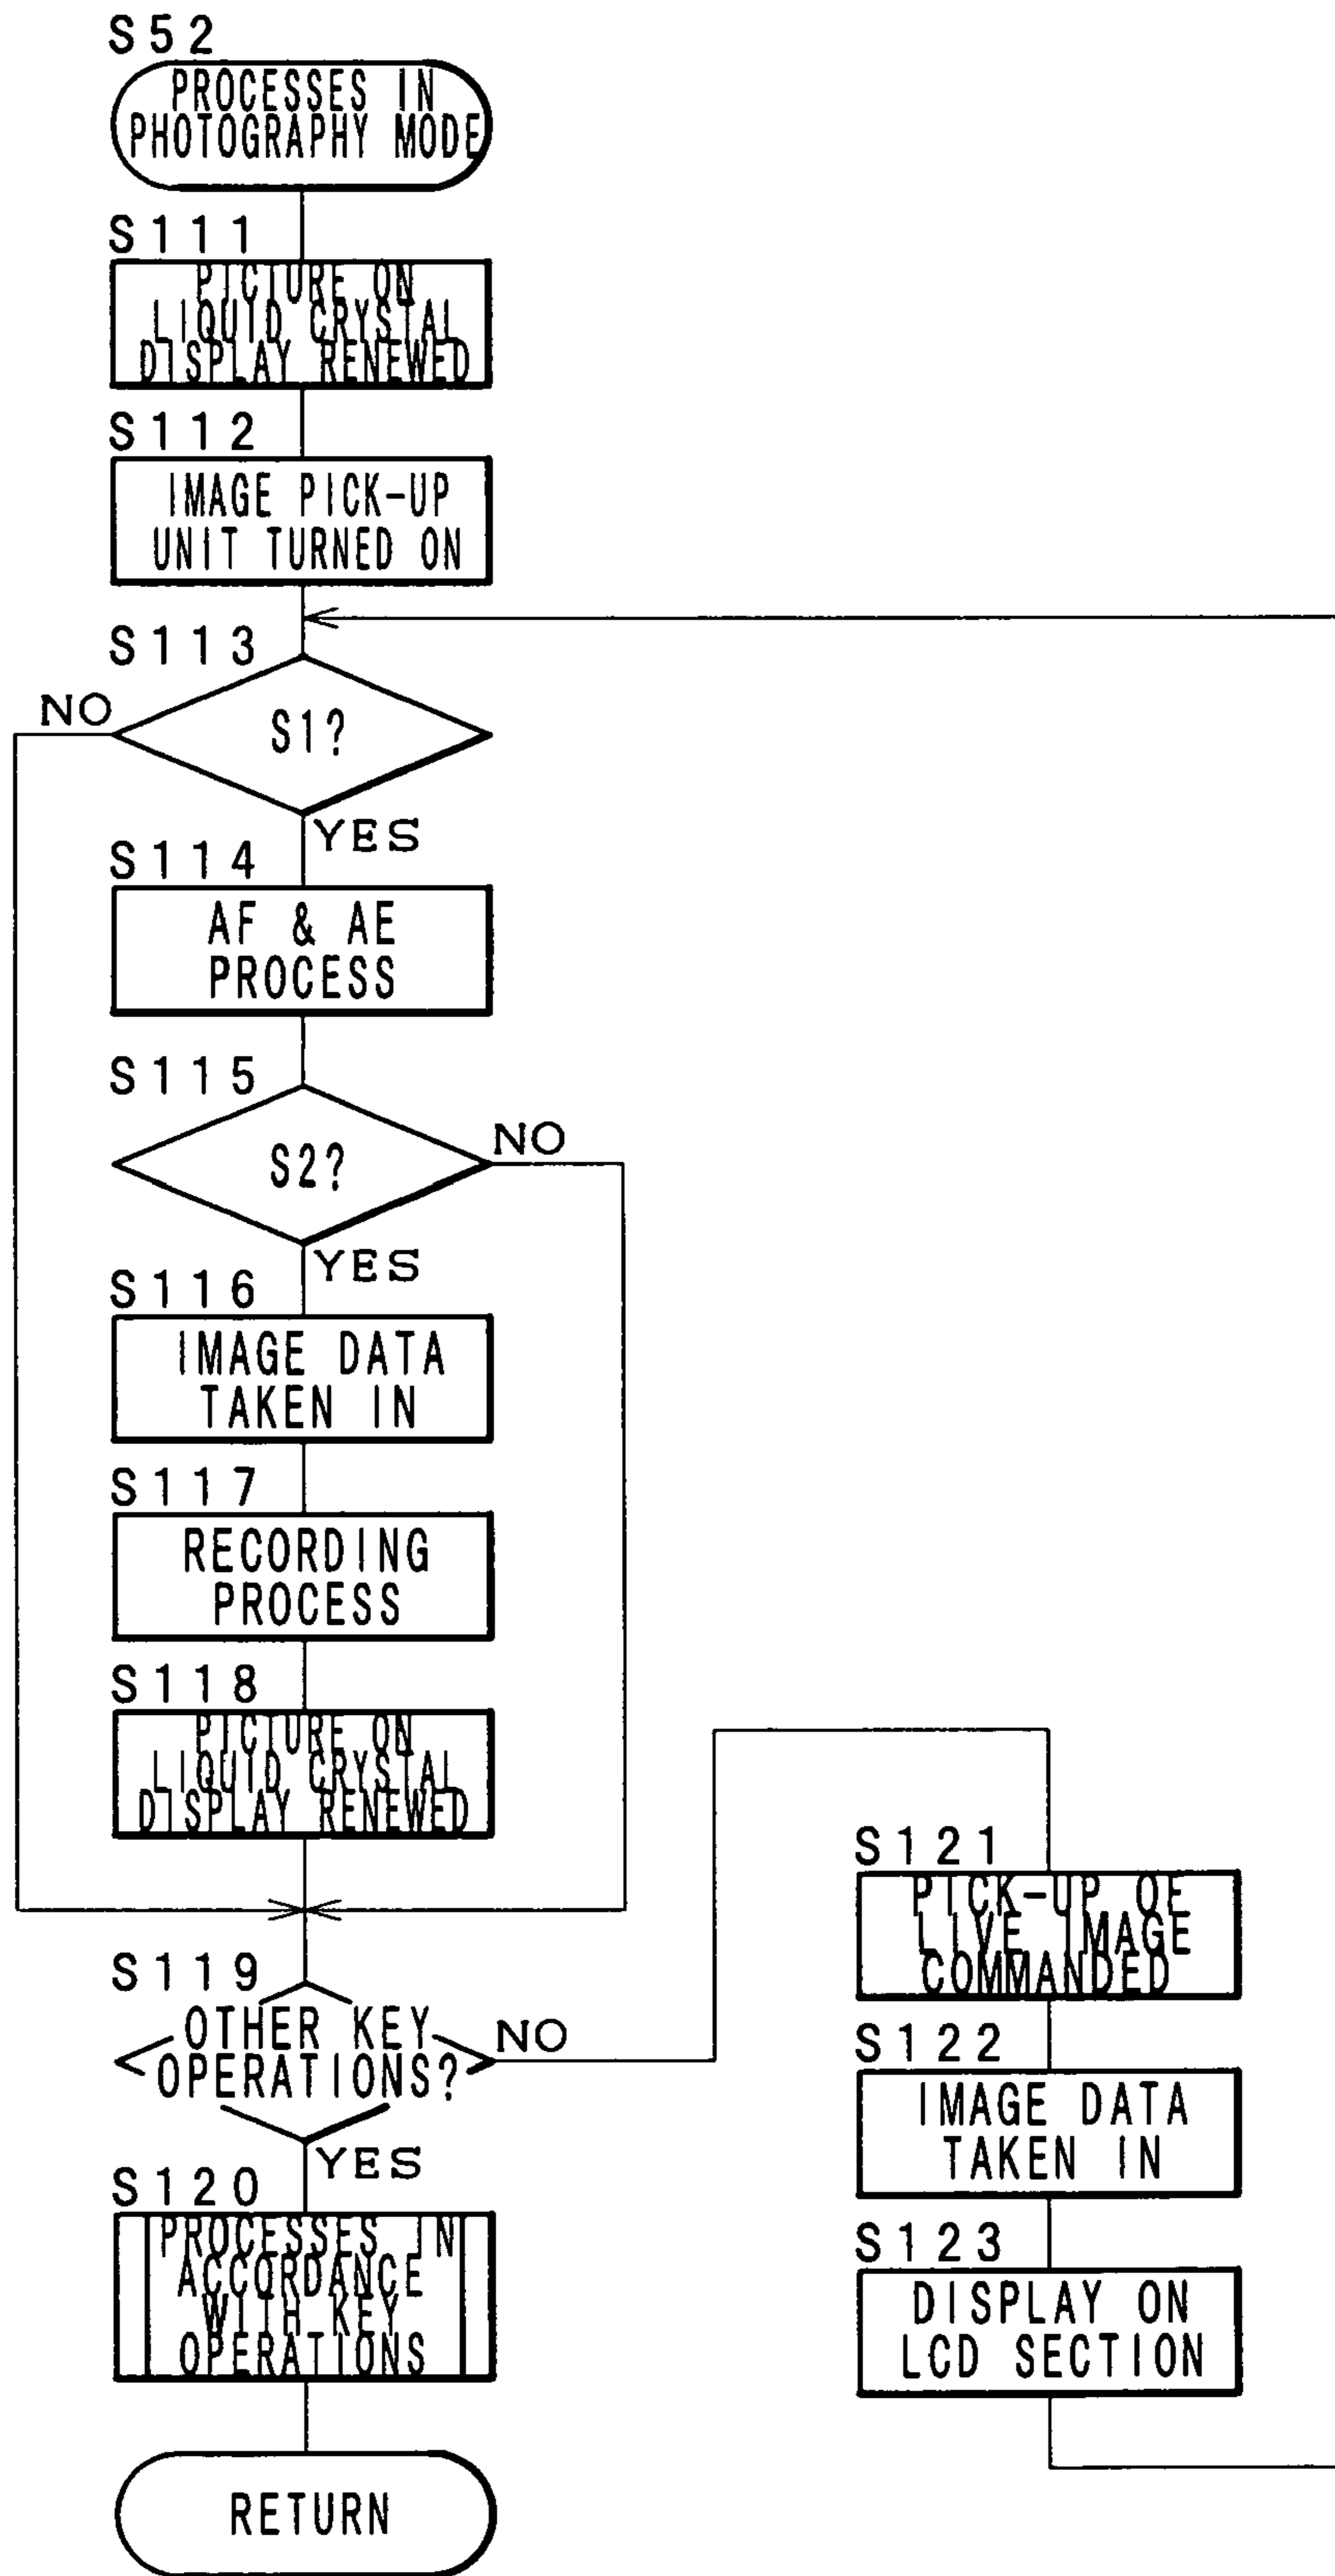 S52
PROCESSES IN
PHOTOGRAPHY MODE
S111
PICTURE ON
LIQUID CRYSTAL
DISPLAY RENEWED
S112
IMAGE PICK-UP
UNIT TURNED ON
S113
NO
S1?
YES
S114
AF & AE
PROCESS
S115
NO
S2?
YES
S116
IMAGE DATA
TAKEN IN
S117
RECORDING
PROCESS
S118
PICTURE ON
LIQUID CRYSTAL
DISPLAY RENEWED
S119
OTHER KEY
OPERATIONS?
NO
YES
S120
PROCESSES IN
ACCORDANCE
WITH KEY
OPERATIONS
RETURN
S121
PICK-UP OF
LIVE IMAGE
COMMANDED
S122
IMAGE DATA
TAKEN IN
S123
DISPLAY ON
LCD SECTION